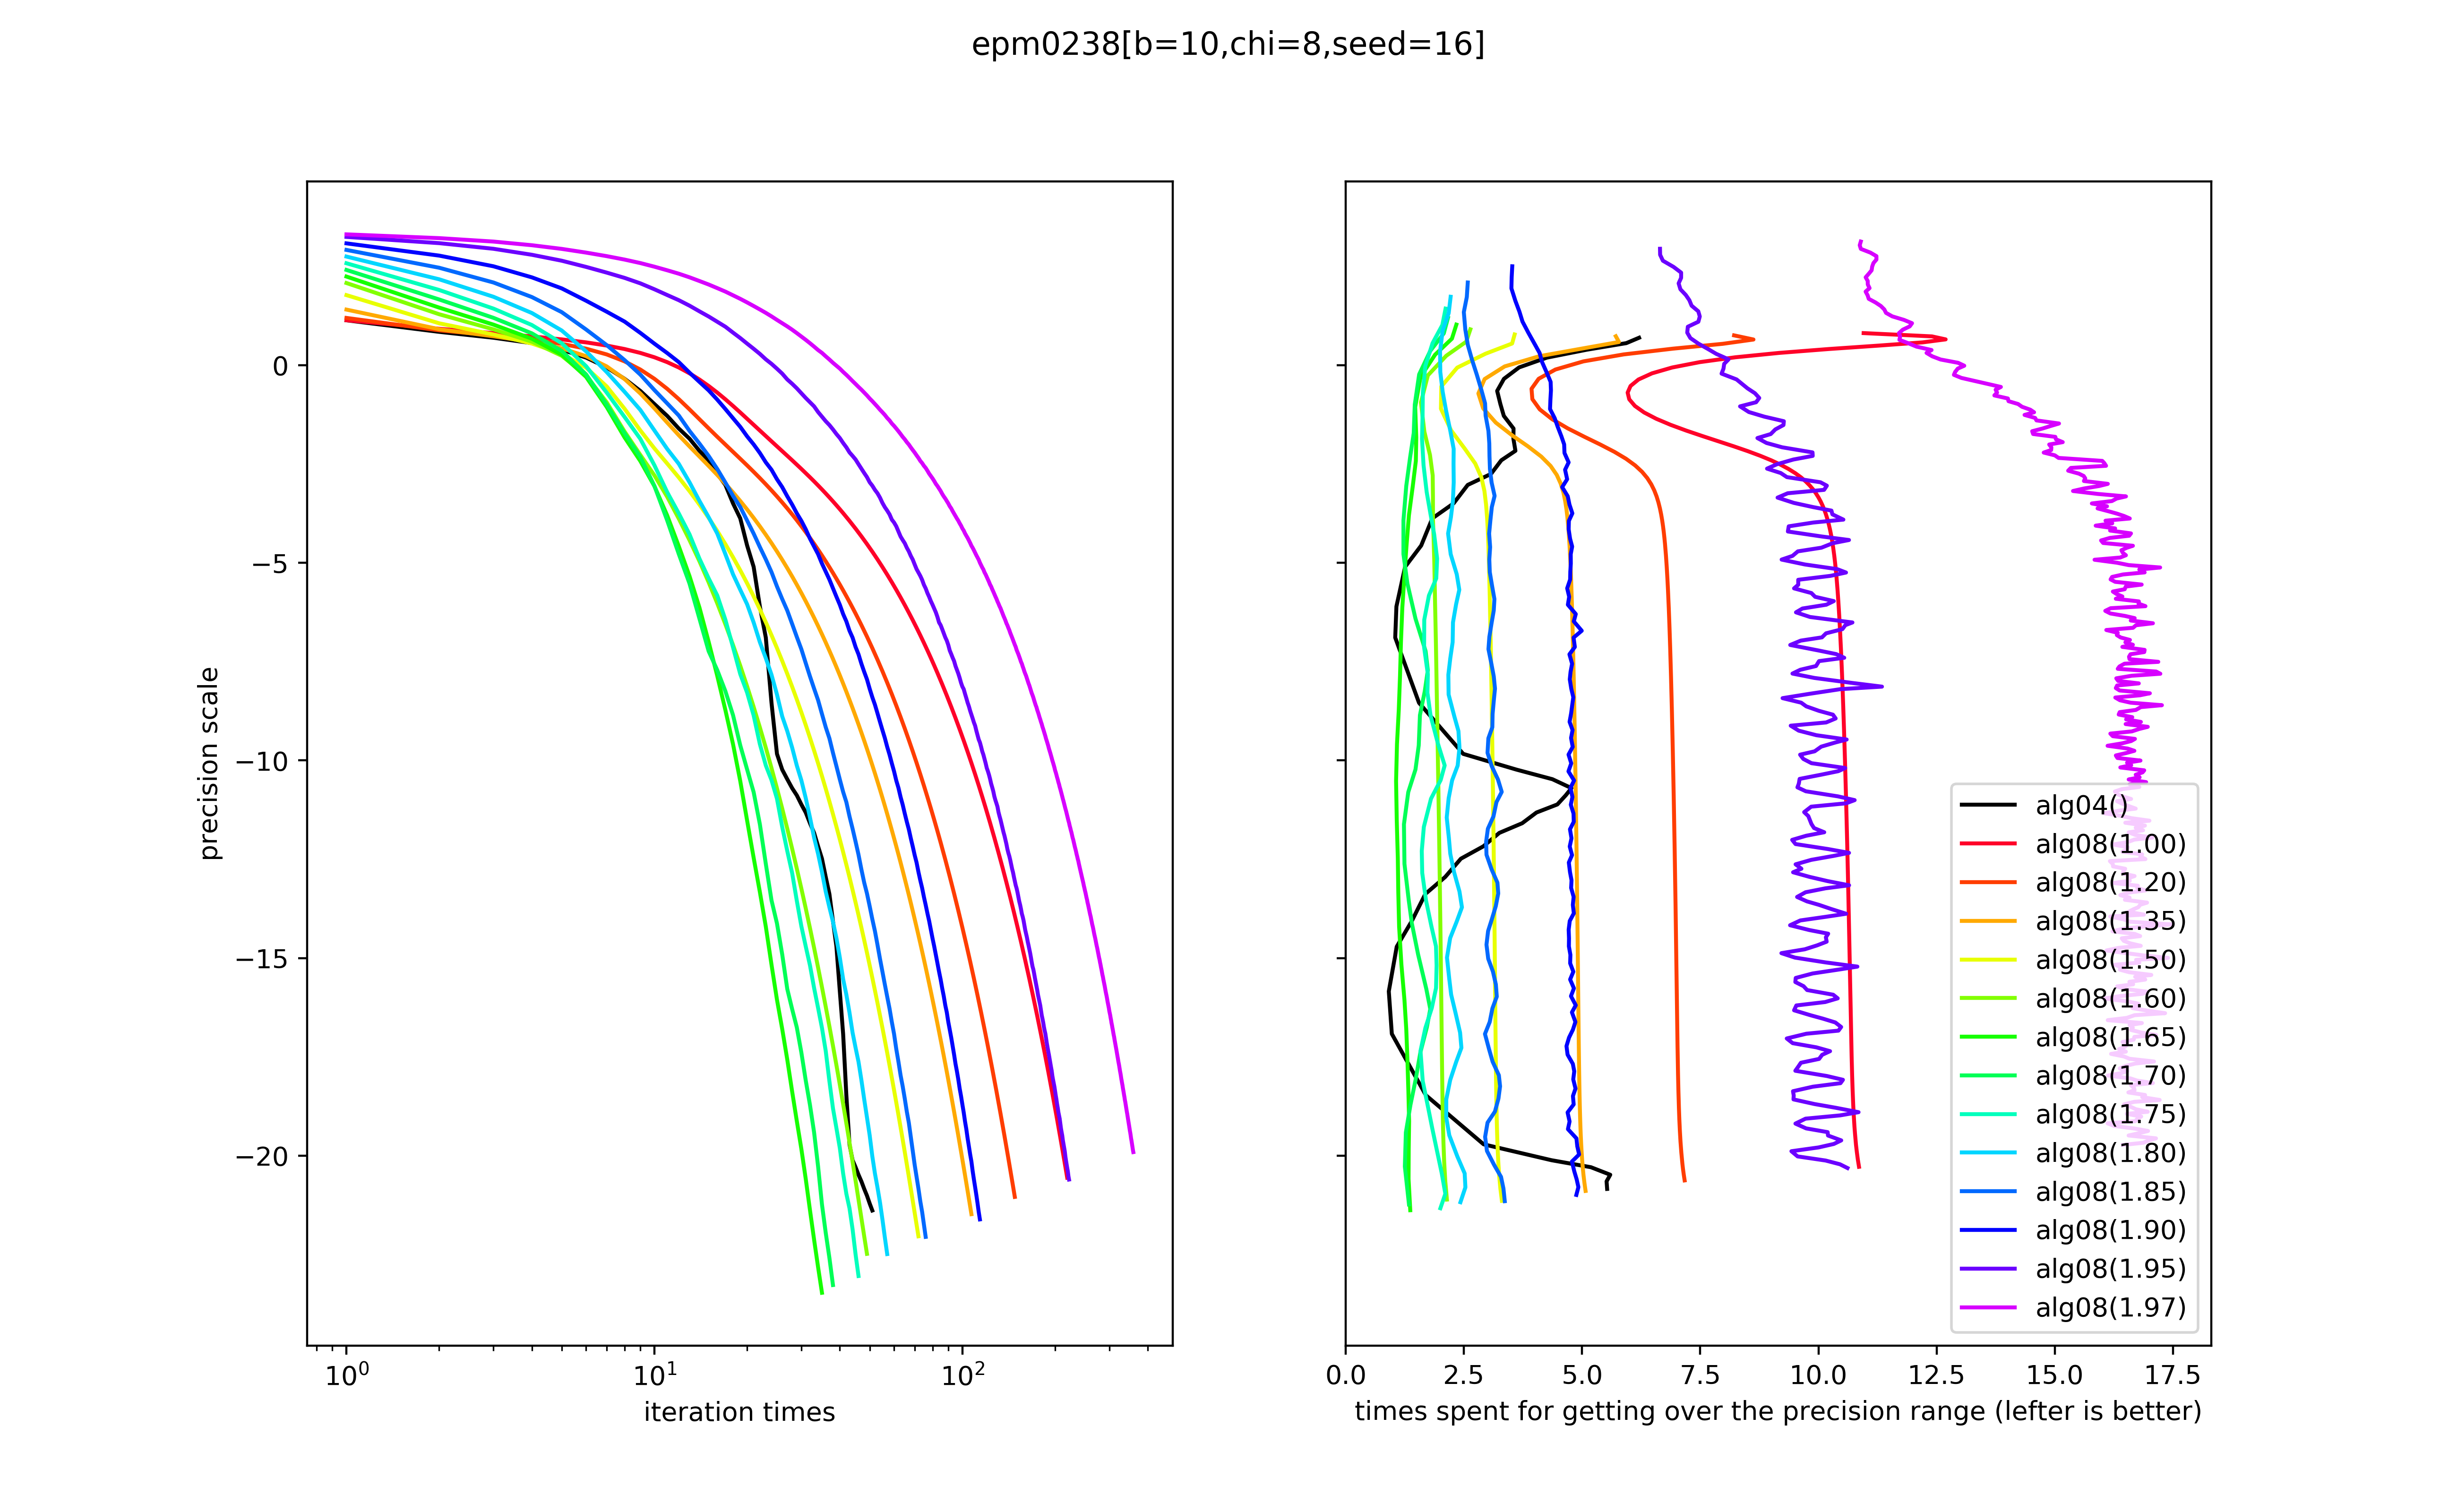 epm0238[b=10,chi=8,seed=16]
precision scale
0
−5
−10
−15
−20
10⁰ 10¹ 10²
iteration times
0.0 2.5 5.0 7.5 10.0 12.5 15.0 17.5
times spent for getting over the precision range (lefter is better)
alg04()
alg08(1.00)
alg08(1.20)
alg08(1.35)
alg08(1.50)
alg08(1.60)
alg08(1.65)
alg08(1.70)
alg08(1.75)
alg08(1.80)
alg08(1.85)
alg08(1.90)
alg08(1.95)
alg08(1.97)